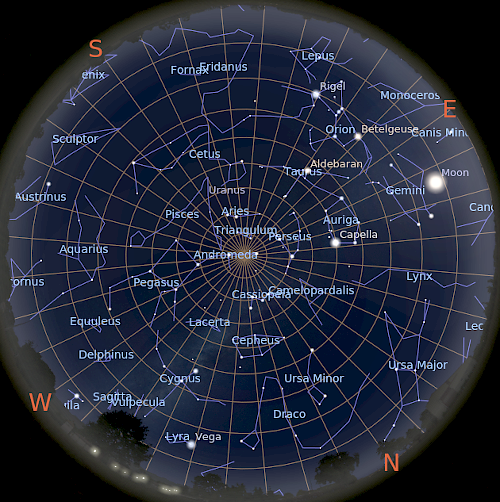 S
Lepus
Fornax
Eridanus
enix
Rigel
Monoceros
E
Orion
Betelgeuse
Canis Mino
Sculptor
Cetus
Aldebaran
Taurus
Moon
Uranus
Gemini
Austrinus
Pisces
Aries
Auriga
Canc
Triangulum
Perseus
Capella
Aquarius
Andromeda
Pegasus
Lynx
ornus
Cassiopeia
Camelopardalis
Equuleus
Lacerta
Leo
Cepheus
Delphinus
Ursa Major
Cygnus
Ursa Minor
W
Sagitta
Vulpecula
ila
Draco
Lyra
Vega
N